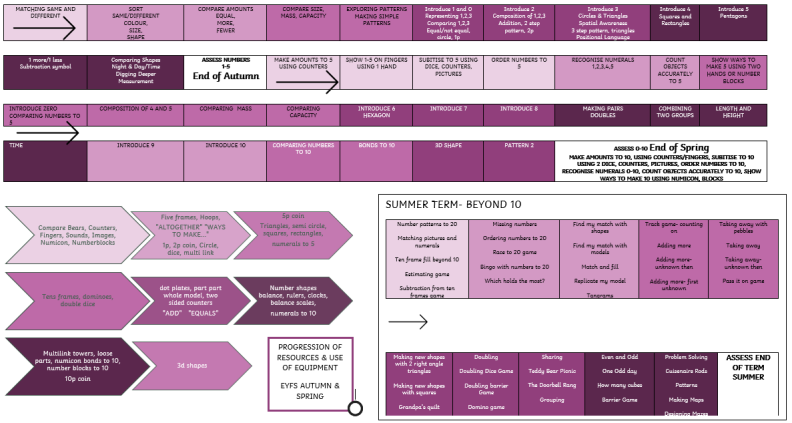 MATCHING SAME AND
DIFFERENT
SORT
SAME/DIFFERENT
COLOUR,
SIZE,
SHAPE
COMPARE AMOUNTS
EQUAL,
MORE,
FEWER
COMPARE SIZE,
MASS, CAPACITY
EXPLORING PATTERNS
MAKING SIMPLE
PATTERNS
Introduce 1 and 0
Representing 1,2,3
Comparing 1,2,3
Equal/not equal,
circle, 1p
Introduce 2
Composition of 1,2,3
Addition, 2 step
pattern, 2p
Introduce 3
Circles & Triangles
Spatial Awareness
3 step pattern, triangles
Positional Language
Introduce 4
Squares and
Rectangles
Introduce 5
Pentagons
1 more/1 less
Subtraction symbol
Comparing Shapes
Night & Day/Time
Digging Deeper
Measurement
ASSESS NUMBERS
1-5
End of Autumn
MAKE AMOUNTS TO 5
USING COUNTERS
SHOW 1-5 ON FINGERS
USING 1 HAND
SUBITISE TO 5 USING
DICE, COUNTERS,
PICTURES
ORDER NUMBERS TO
5
RECOGNISE NUMERALS
1,2,3,4,5
COUNT
OBJECTS
ACCURATELY
TO 5
SHOW WAYS TO
MAKE 5 USING TWO
HANDS OR NUMBER
BLOCKS
INTRODUCE ZERO
COMPARING NUMBERS TO
5
COMPOSITION OF 4 AND 5
COMPARING MASS
COMPARING
CAPACITY
INTRODUCE 6
HEXAGON
INTRODUCE 7
INTRODUCE 8
MAKING PAIRS
DOUBLES
COMBINING
TWO GROUPS
LENGTH AND
HEIGHT
TIME
INTRODUCE 9
INTRODUCE 10
COMPARING NUMBERS
TO 10
BONDS TO 10
3D SHAPE
PATTERN 2
ASSESS 0-10 End of Spring
MAKE AMOUNTS TO 10, USING COUNTERS/FINGERS, SUBITISE TO 10
USING 2 DICE, COUNTERS, PICTURES, ORDER NUMBERS TO 10,
RECOGNISE NUMERALS 0-10, COUNT OBJECTS ACCURATELY TO 10, SHOW
WAYS TO MAKE 10 USING NUMICON, BLOCKS
Compare Bears, Counters,
Fingers, Sounds, Images,
Numicon, Numberblocks
Five frames, Hoops,
"ALTOGETHER" "WAYS
TO MAKE..."
1p, 2p coin, Circle,
dice, multi link
5p coin
Triangles, semi circle,
squares, rectangles,
numerals to 5
Tens frames, dominoes,
double dice
dot plates, part part
whole model, two
sided counters
"ADD" "EQUALS"
Number shapes
balance, rulers, clocks,
balance scales,
numerals to 10
Multilink towers, loose
parts, numicon bonds to 10,
number blocks to 10
10p coin
3d shapes
PROGRESSION OF
RESOURCES & USE
OF EQUIPMENT
EYFS AUTUMN &
SPRING
SUMMER TERM- BEYOND 10
Number patterns to 20
Matching pictures and
numerals
Ten frame fill beyond 10
Estimating game
Subtraction from ten
frames game
Missing numbers
Ordering numbers to 20
Race to 20 game
Bingo with numbers to 20
Which holds the most?
Find my match with
shapes
Find my match with
models
Match and fill
Replicate my model
Tangrams
Track game- counting
on
Adding more
Adding more-
unknown then
Adding more- first
unknown
Taking away with
pebbles
Taking away
Taking away-
unknown then
Pass it on game
Making new shapes
with 2 right angle
triangles
Making new shapes
with squares
Grandpa's quilt
Doubling
Doubling Dice Game
Doubling barrier
Game
Domino game
Sharing
Teddy Bear Picnic
The Doorbell Rang
Grouping
Even and Odd
One Odd day
How many cubes
Barrier Game
Problem Solving
Cuisenaire Rods
Patterns
Making Maps
Designing Mazes
ASSESS END
OF TERM
SUMMER